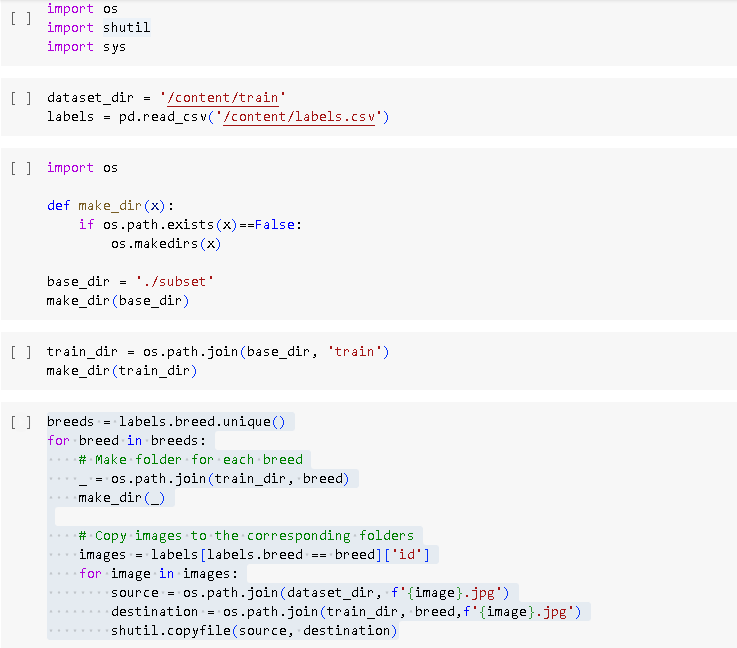 [ ] import os
import shutil
import sys
[ ] dataset_dir = '/content/train'
labels = pd.read_csv('/content/labels.csv')
[ ] import os
def make_dir(x):
    if os.path.exists(x)==False:
        os.makedirs(x)
base_dir = './subset'
make_dir(base_dir)
[ ] train_dir = os.path.join(base_dir, 'train')
make_dir(train_dir)
[ ] breeds = labels.breed.unique()
for breed in breeds:
    # Make folder for each breed
    _ = os.path.join(train_dir, breed)
    make_dir(_)
    # Copy images to the corresponding folders
    images = labels[labels.breed == breed]['id']
    for image in images:
        source = os.path.join(dataset_dir, f'{image}.jpg')
        destination = os.path.join(train_dir, breed,f'{image}.jpg')
        shutil.copyfile(source, destination)